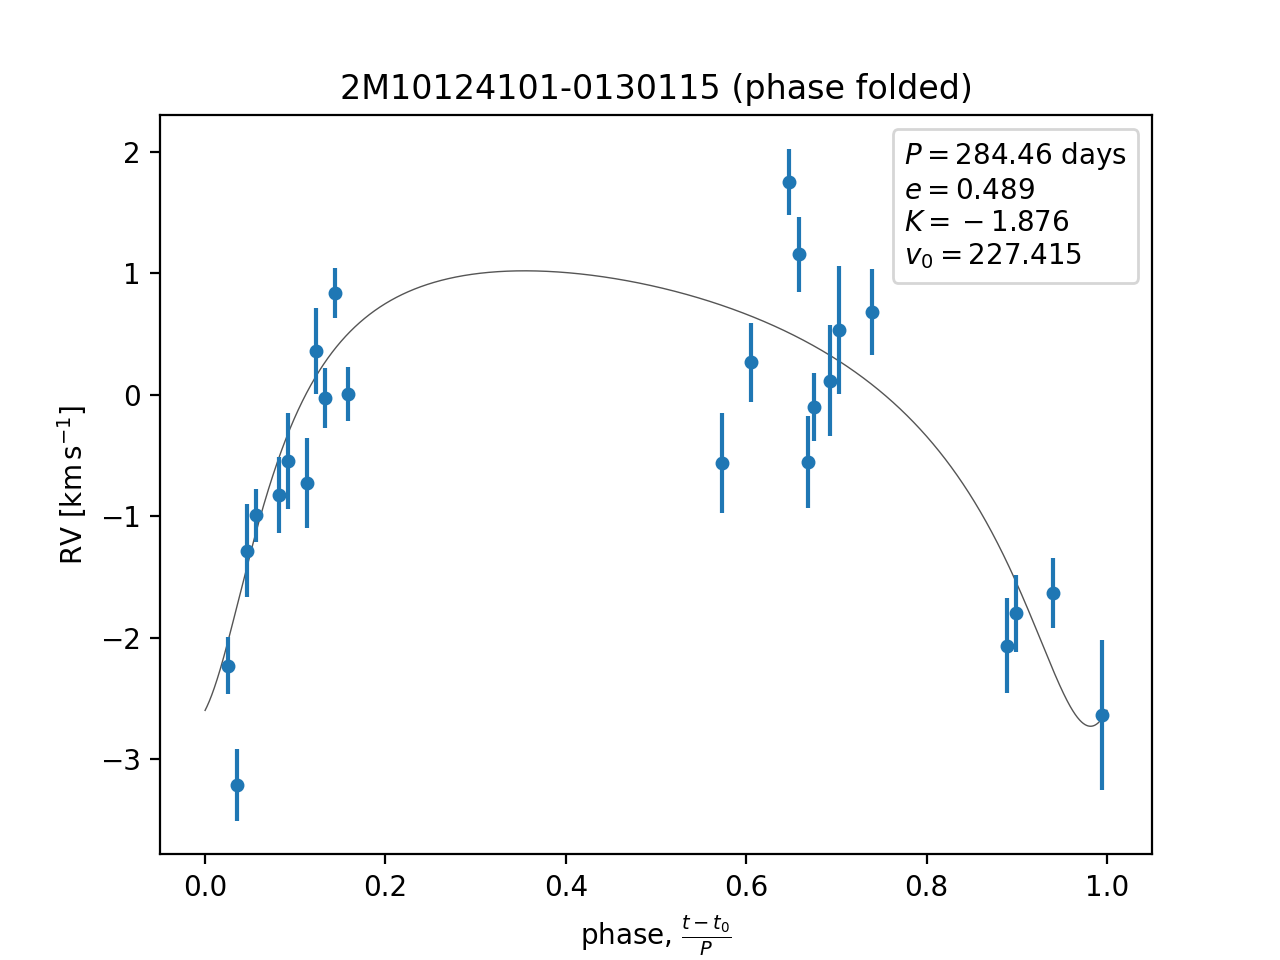 2M10124101-0130115 (phase folded)
P = 284.46 days
e = 0.489
K = −1.876
v₀ = 227.415
RV [km s⁻¹]
2
1
0
−1
−2
−3
0.0 0.2 0.4 0.6 0.8 1.0
phase, (t − t₀)/P